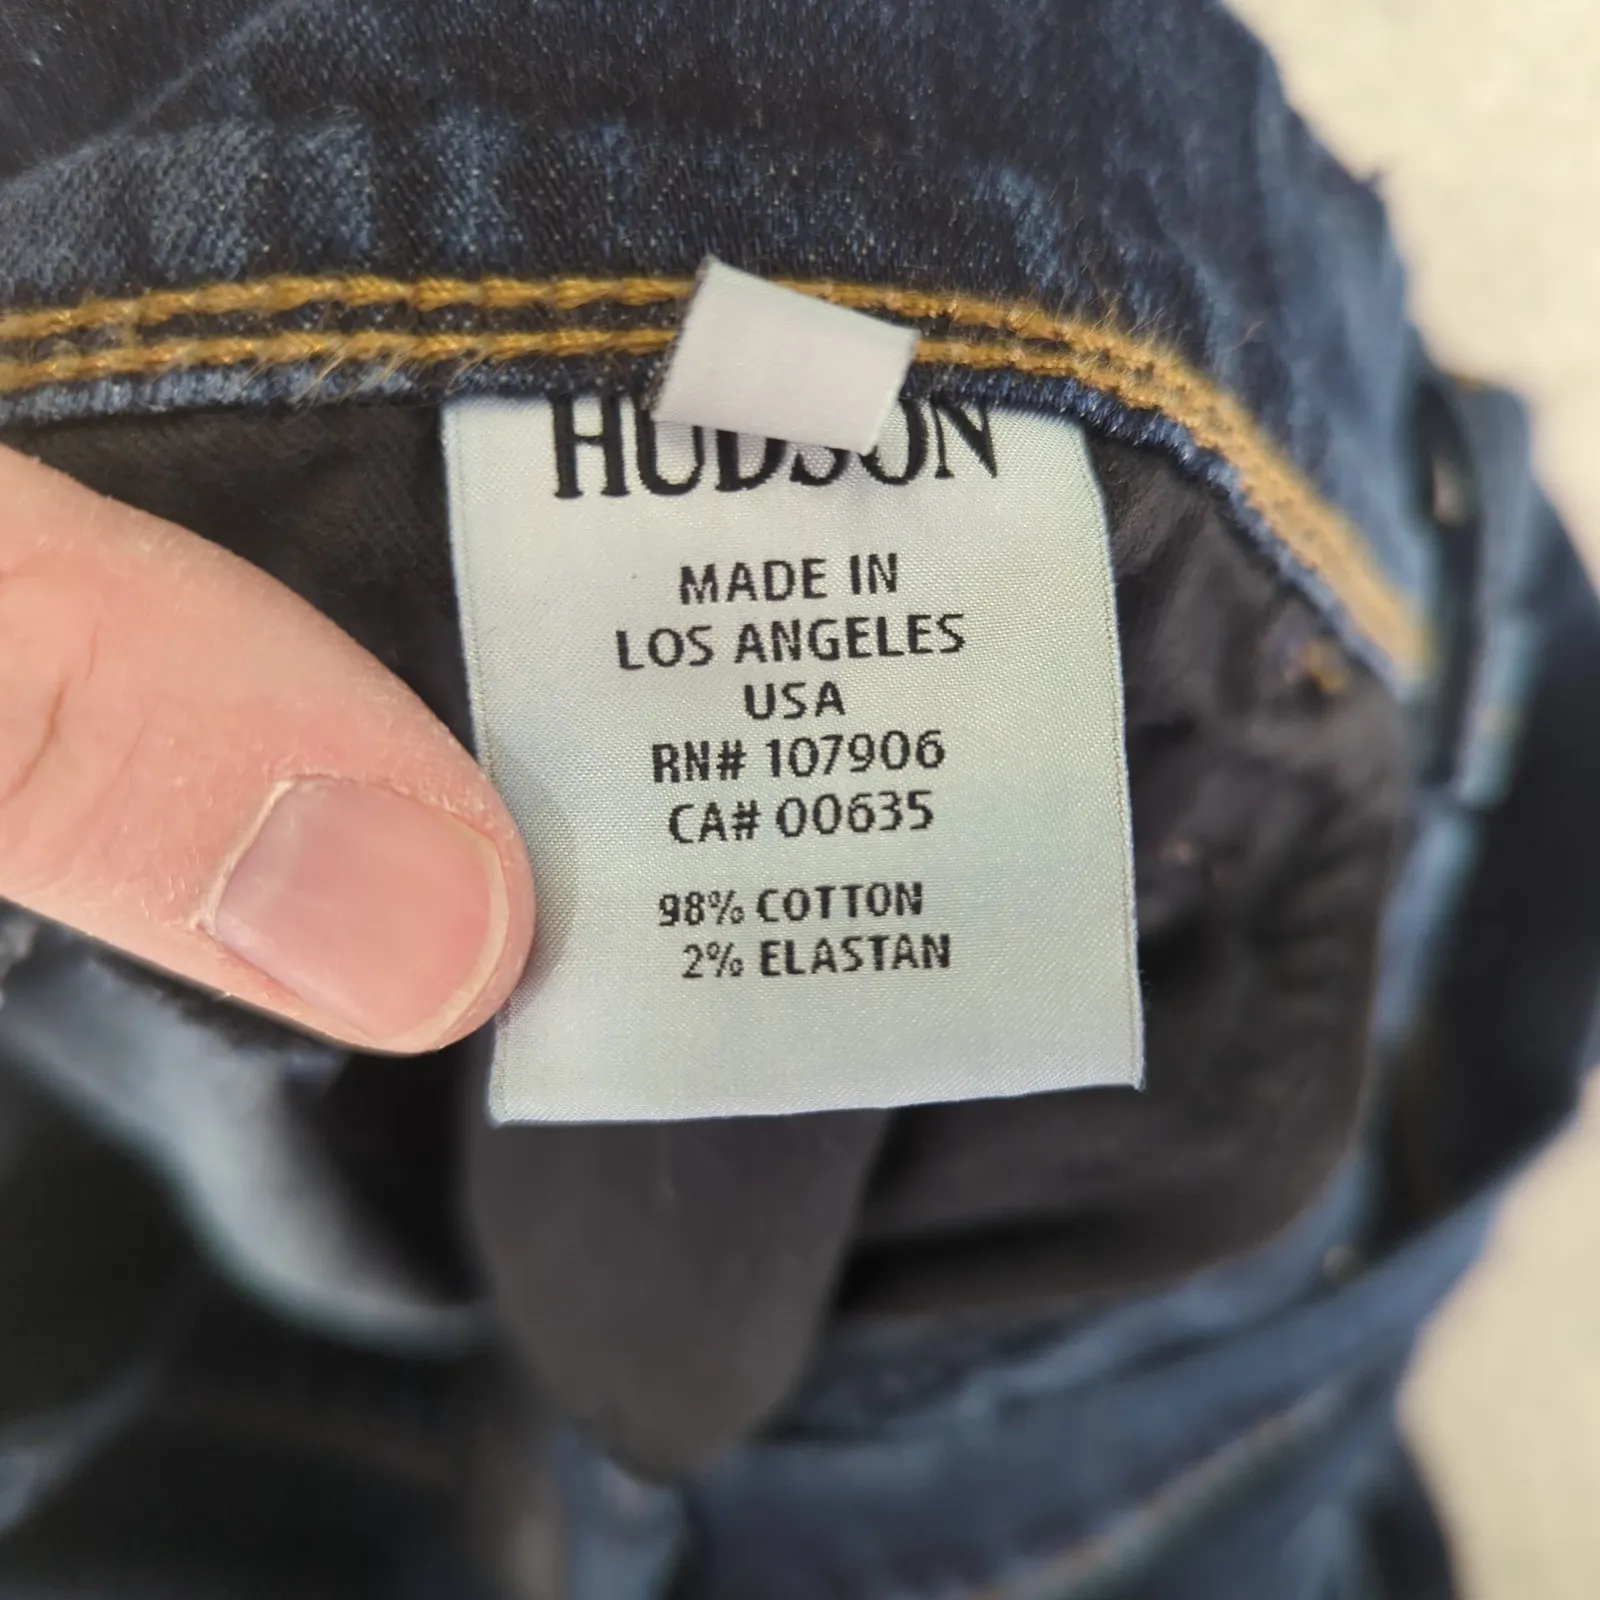 HUDSON
MADE IN
LOS ANGELES
USA
RN# 107906
CA# 00635
98% COTTON
2% ELASTAN